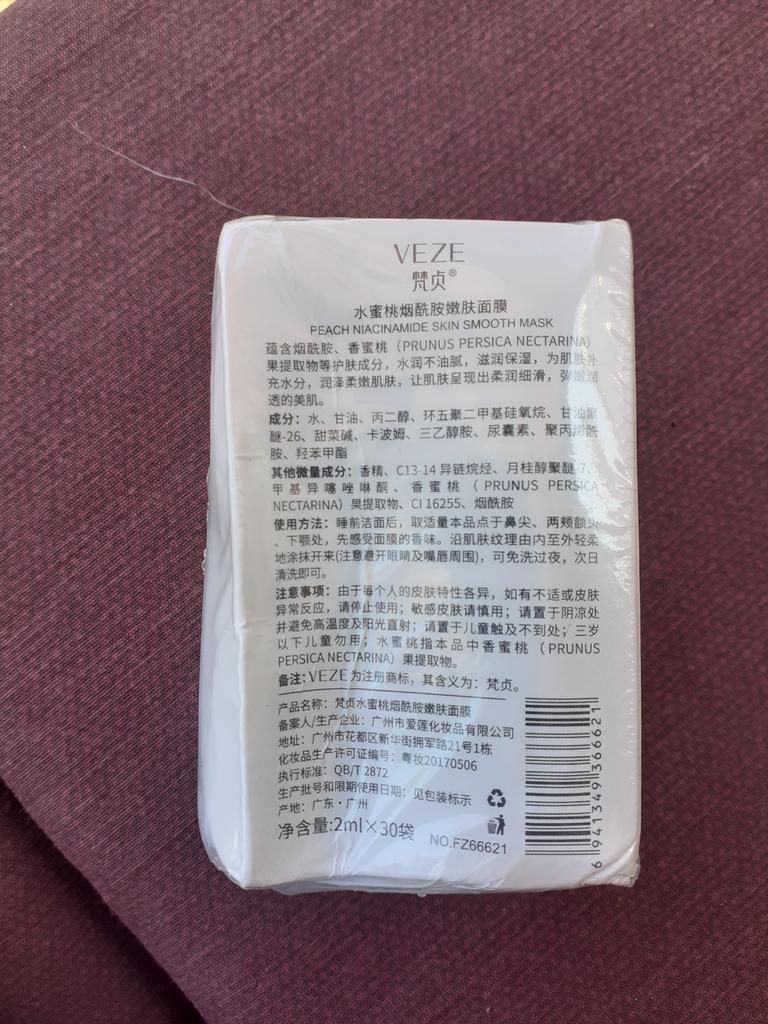 VEZE
梵贞®
水蜜桃烟酰胺嫩肤面膜
PEACH NIACINAMIDE SKIN SMOOTH MASK
蕴含烟酰胺、香蜜桃（PRUNUS PERSICA NECTARINA）
果提取物等护肤成分，水润不油腻，滋润保湿，为肌肤补
充水分，润泽柔嫩肌肤，让肌肤呈现出柔润细滑，弹嫩润
透的美肌。
成分：水、甘油、丙二醇、环五聚二甲基硅氧烷、甘油聚
醚-26、甜菜碱、卡波姆、三乙醇胺、尿囊素、聚丙烯酰
胺、羟苯甲酯
其他微量成分：香精、C13-14 异链烷烃、月桂醇聚醚-7、
甲基异噻唑啉酮、香蜜桃（PRUNUS PERSICA
NECTARINA）果提取物、CI 16255、烟酰胺
使用方法：睡前洁面后，取适量本品点于鼻尖、两颊额头
、下颚处，先感受面膜的香味。沿肌肤纹理由内至外轻柔
地涂抹开来(注意避开眼睛及嘴唇周围)，可免洗过夜，次日
清洗即可。
注意事项：由于每个人的皮肤特性各异，如有不适或皮肤
异常反应，请停止使用；敏感皮肤请慎用；请置于阴凉处
并避免高温度及阳光直射；请置于儿童触及不到处；三岁
以下儿童勿用；水蜜桃指本品中香蜜桃（PRUNUS
PERSICA NECTARINA）果提取物。
备注：VEZE为注册商标，其含义为：梵贞。
产品名称：梵贞水蜜桃烟酰胺嫩肤面膜
备案人/生产企业：广州市爱莲化妆品有限公司
地址：广州市花都区新华街拥军路21号1栋
化妆品生产许可证编号：粤妆20170506
执行标准：QB/T 2872
生产批号和限期使用日期：见包装标示
产地：广东·广州
净含量:2ml×30袋
NO.FZ66621
6 941349 366621